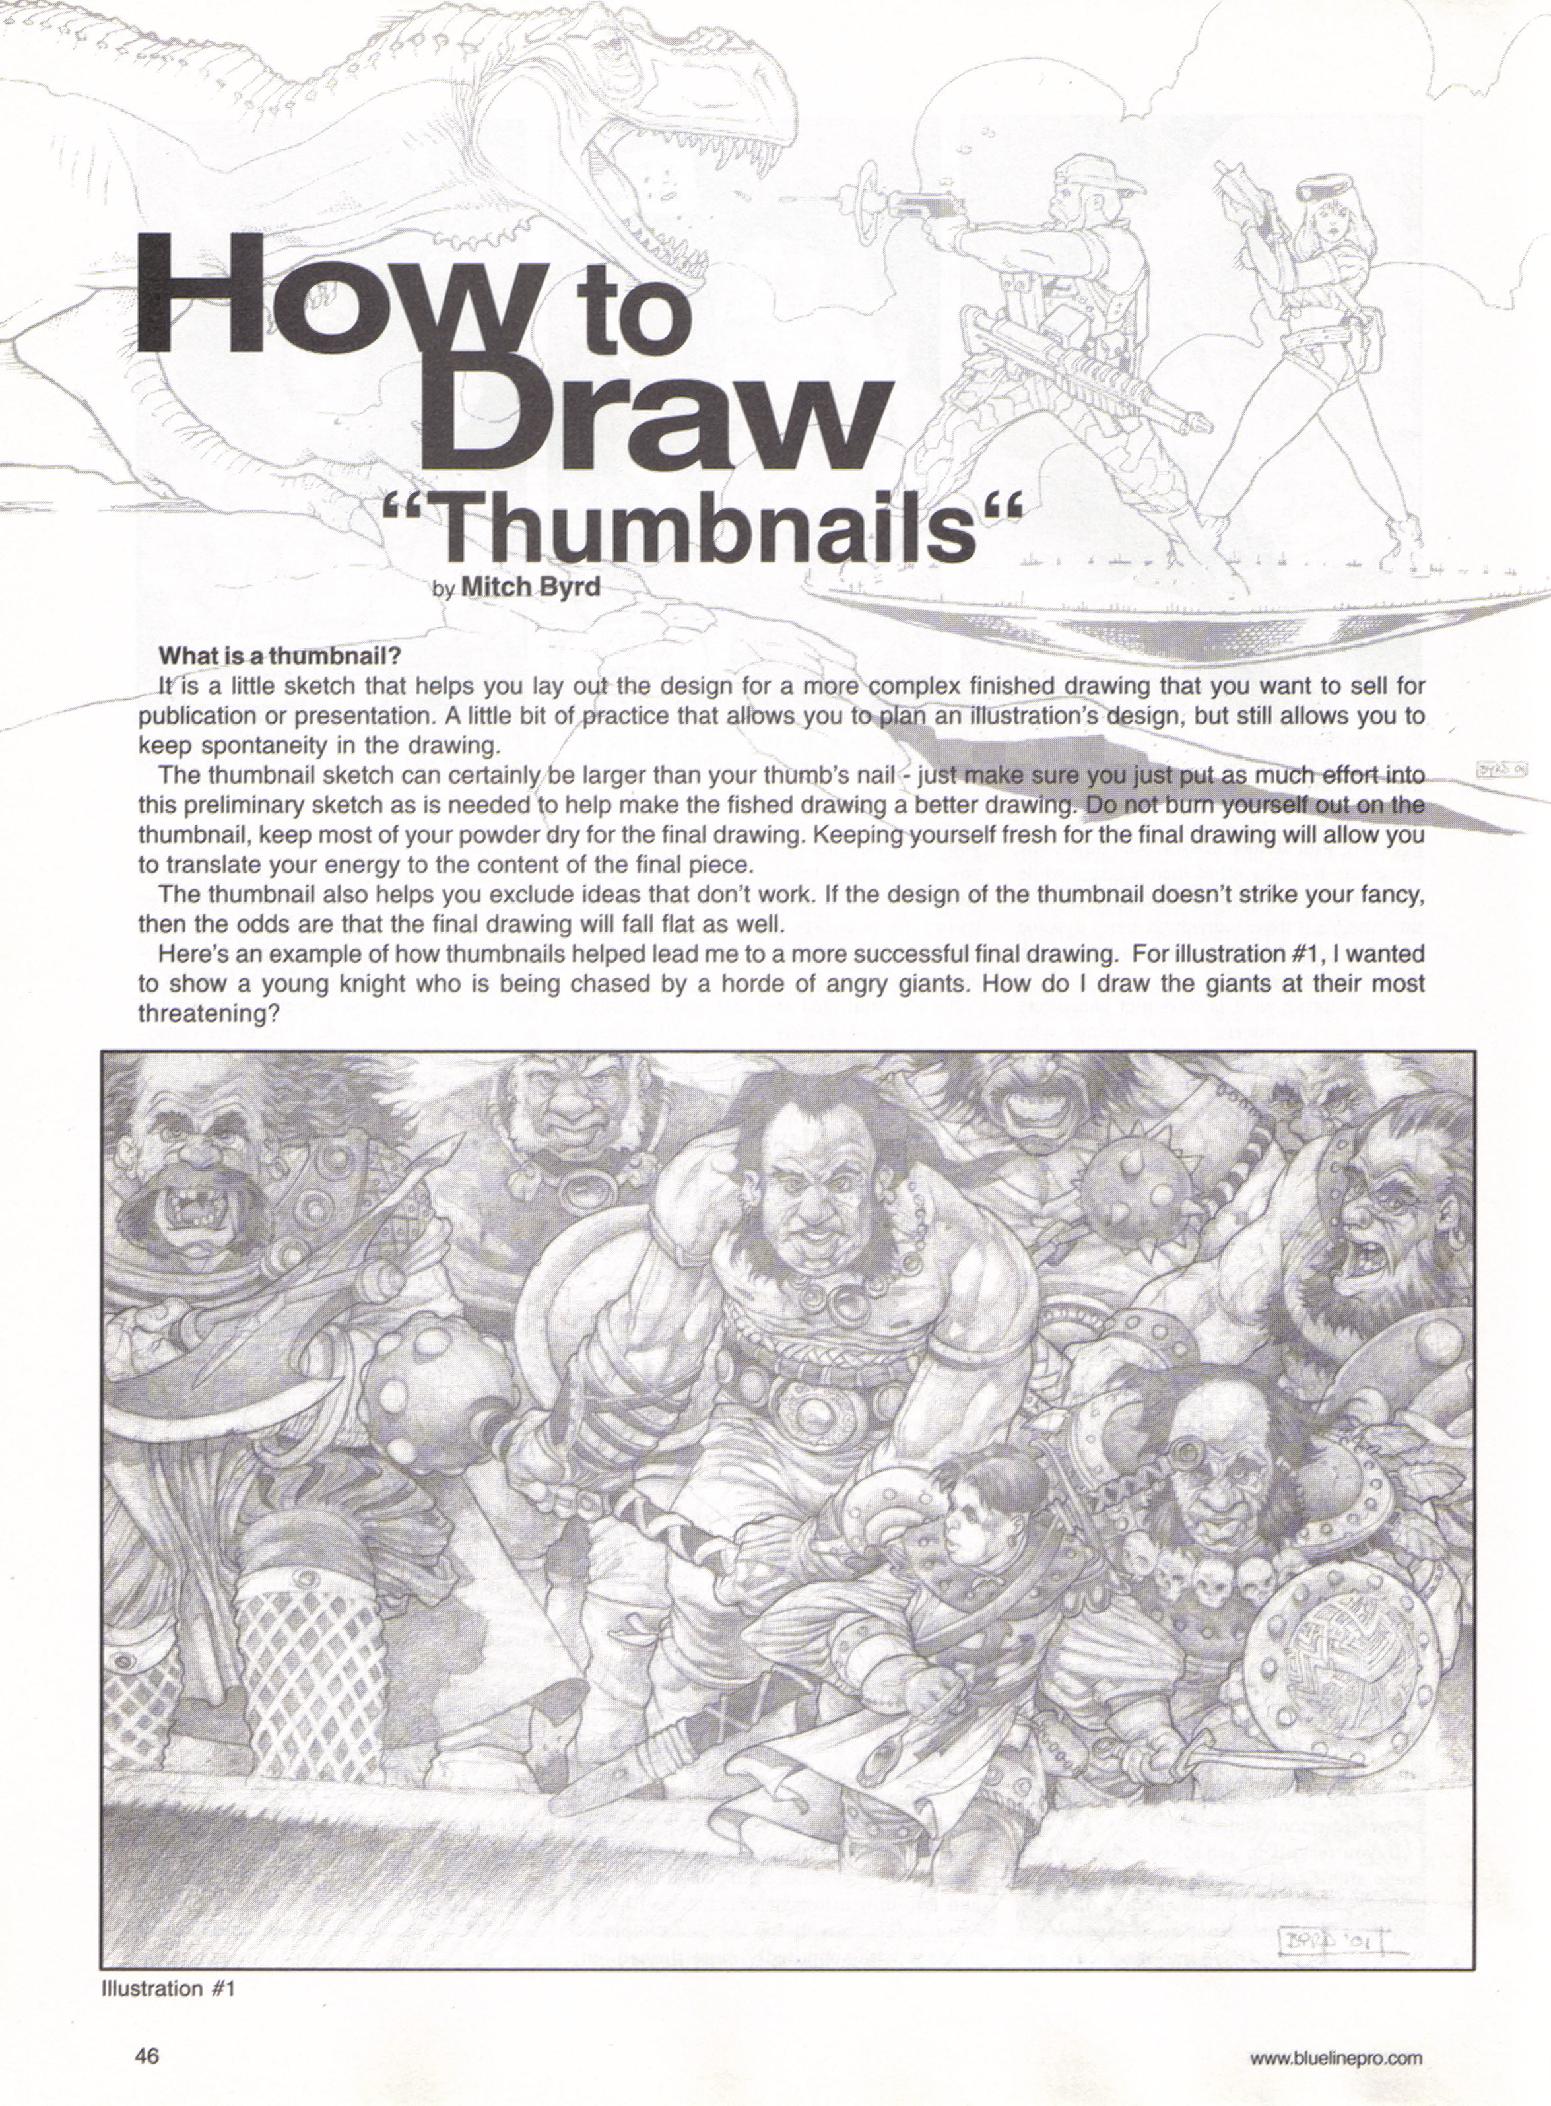 How to
Draw
“Thumbnails“
by Mitch Byrd
What is a thumbnail?
It is a little sketch that helps you lay out the design for a more complex finished drawing that you want to sell for
publication or presentation. A little bit of practice that allows you to plan an illustration's design, but still allows you to
keep spontaneity in the drawing.
The thumbnail sketch can certainly be larger than your thumb's nail - just make sure you just put as much effort into
this preliminary sketch as is needed to help make the fished drawing a better drawing. Do not burn yourself out on the
thumbnail, keep most of your powder dry for the final drawing. Keeping yourself fresh for the final drawing will allow you
to translate your energy to the content of the final piece.
The thumbnail also helps you exclude ideas that don't work. If the design of the thumbnail doesn't strike your fancy,
then the odds are that the final drawing will fall flat as well.
Here's an example of how thumbnails helped lead me to a more successful final drawing. For illustration #1, I wanted
to show a young knight who is being chased by a horde of angry giants. How do I draw the giants at their most
threatening?
BYRD '01
Illustration #1
46
www.bluelinepro.com